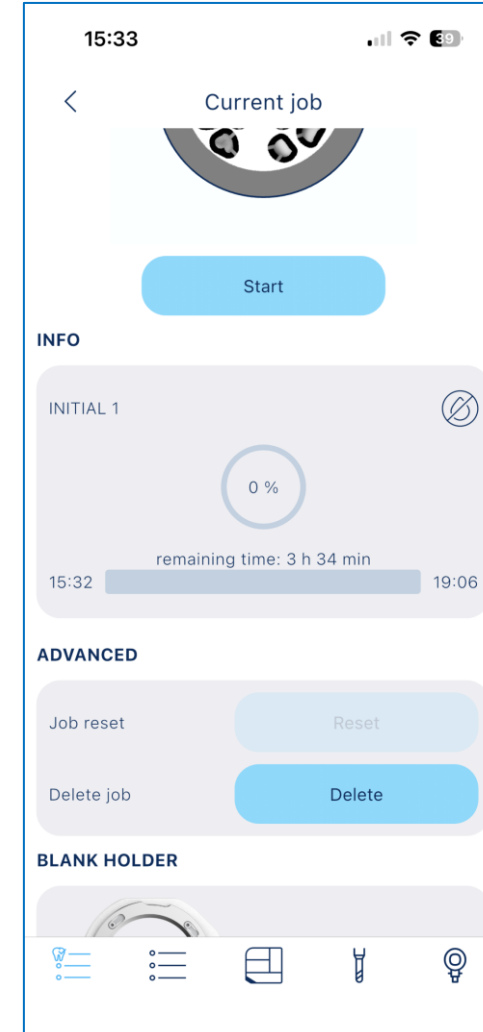 15:33
39
Current job
Start
INFO
INITIAL 1
0 %
remaining time: 3 h 34 min
15:32 19:06
ADVANCED
Job reset Reset
Delete job Delete
BLANK HOLDER